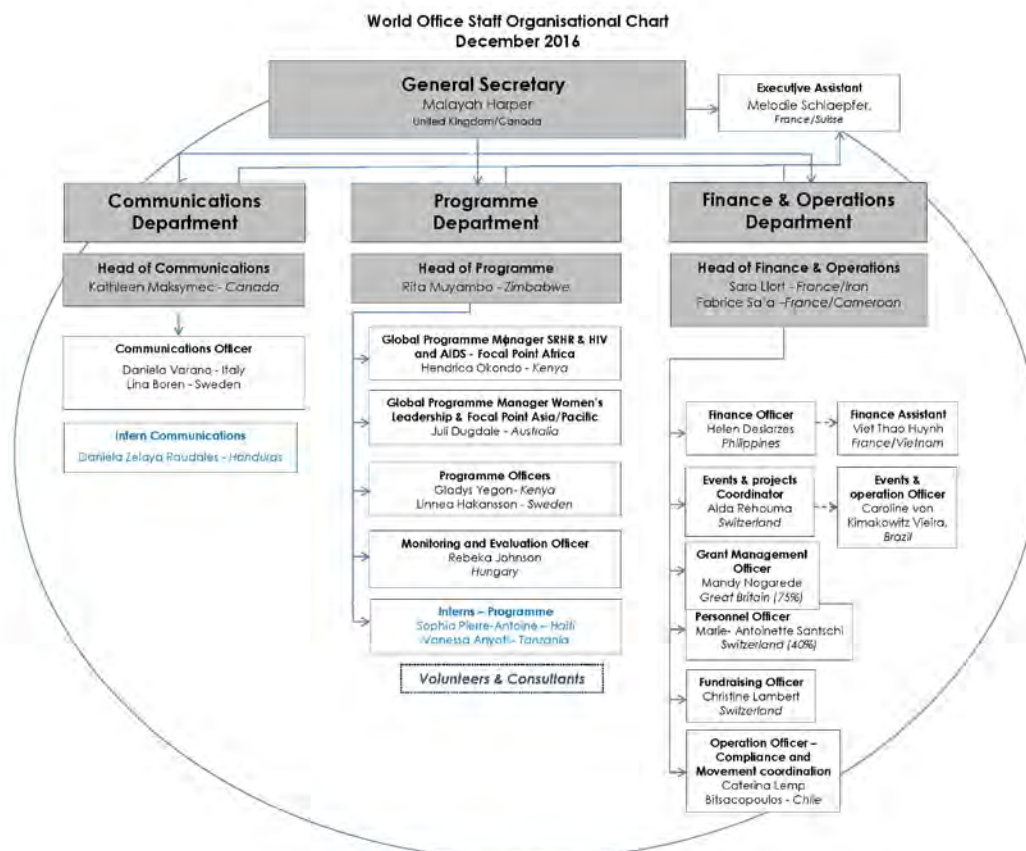 World Office Staff Organisational Chart
December 2016
General Secretary
Malayah Harper
United Kingdom/Canada
Executive Assistant
Melodie Schlaepfer,
France/Suisse
Communications
Department
Head of Communications
Kathleen Maksymec - Canada
Communications Officer
Daniela Varano - Italy
Lina Boren - Sweden
Intern Communications
Daniela Zelaya Raudales - Honduras
Programme
Department
Head of Programme
Rita Muyambo - Zimbabwe
Global Programme Manager SRHR & HIV
and AIDS - Focal Point Africa
Hendrica Okondo - Kenya
Global Programme Manager Women's
Leadership & Focal Point Asia/Pacific
Juli Dugdale - Australia
Programme Officers
Gladys Yegon- Kenya
Linnea Hakansson - Sweden
Monitoring and Evaluation Officer
Rebeka Johnson
Hungary
Interns – Programme
Sophia Pierre-Antoine – Haiti
Vanessa Anyoti- Tanzania
Volunteers & Consultants
Finance & Operations
Department
Head of Finance & Operations
Sara Llort - France/Iran
Fabrice Sa'a -France/Cameroon
Finance Officer
Helen Deslarzes
Philippines
Finance Assistant
Viet Thao Huynh
France/Vietnam
Events & projects
Coordinator
Aida Rehouma
Switzerland
Events &
operation Officer
Caroline von
Kimakowitz Vieira,
Brazil
Grant Management
Officer
Mandy Nogarede
Great Britain (75%)
Personnel Officer
Marie- Antoinette Santschi
Switzerland (40%)
Fundraising Officer
Christine Lambert
Switzerland
Operation Officer –
Compliance and
Movement coordination
Caterina Lemp
Bitsacopoulos - Chile